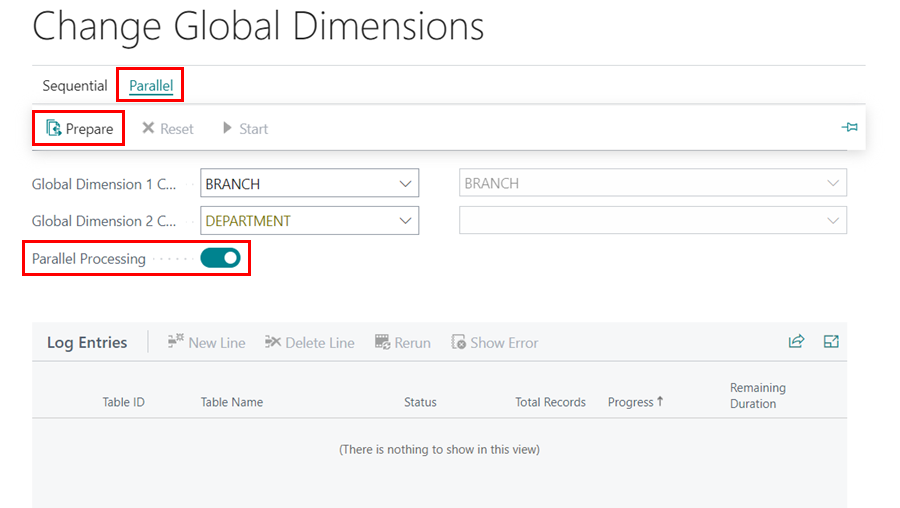 Change Global Dimensions
Sequential Parallel
Prepare Reset Start
Global Dimension 1 C... BRANCH BRANCH
Global Dimension 2 C... DEPARTMENT
Parallel Processing
Log Entries New Line Delete Line Rerun Show Error
Table ID Table Name Status Total Records Progress↑ Remaining Duration
(There is nothing to show in this view)